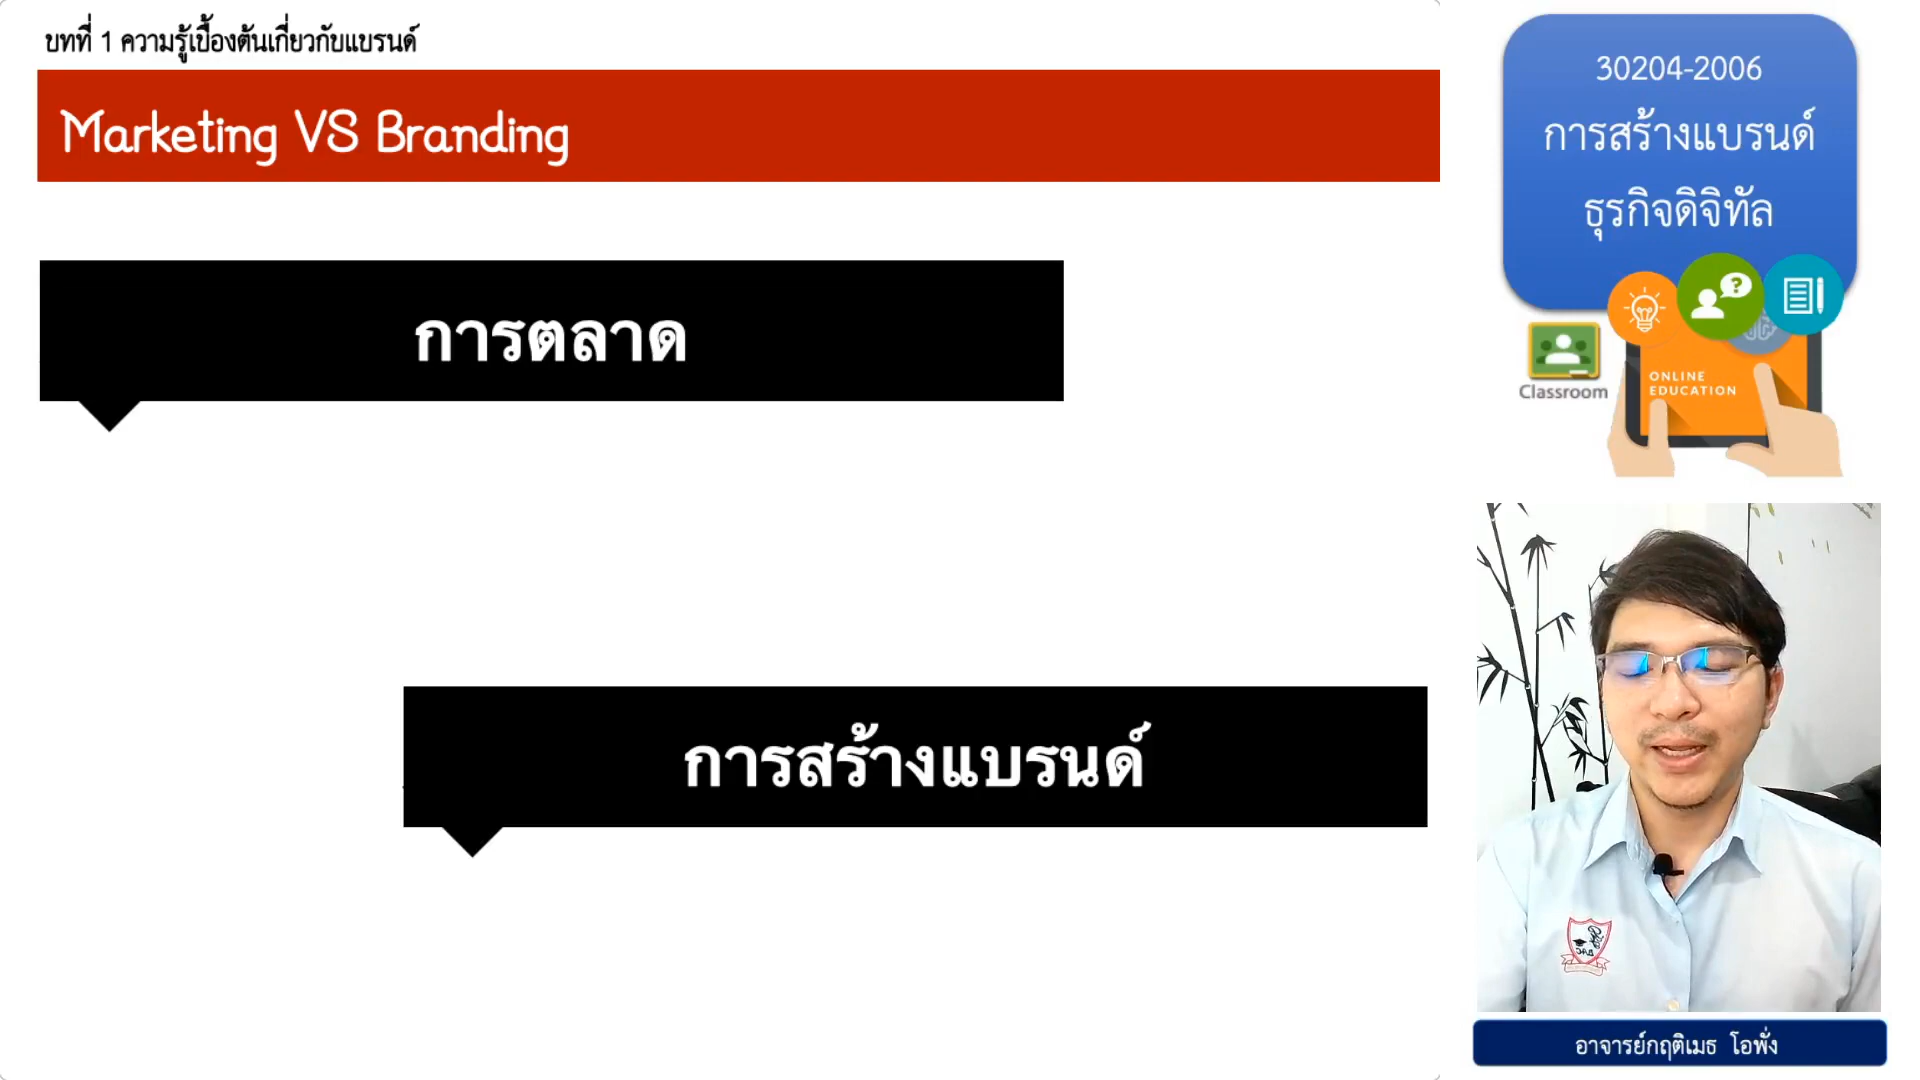 บทที่ 1 ความรู้เบื้องต้นเกี่ยวกับแบรนด์
Marketing VS Branding
การตลาด
การสร้างแบรนด์
30204-2006
การสร้างแบรนด์
ธุรกิจดิจิทัล
Classroom
ONLINE
EDUCATION
อาจารย์กฤติเมธ โอพั่ง